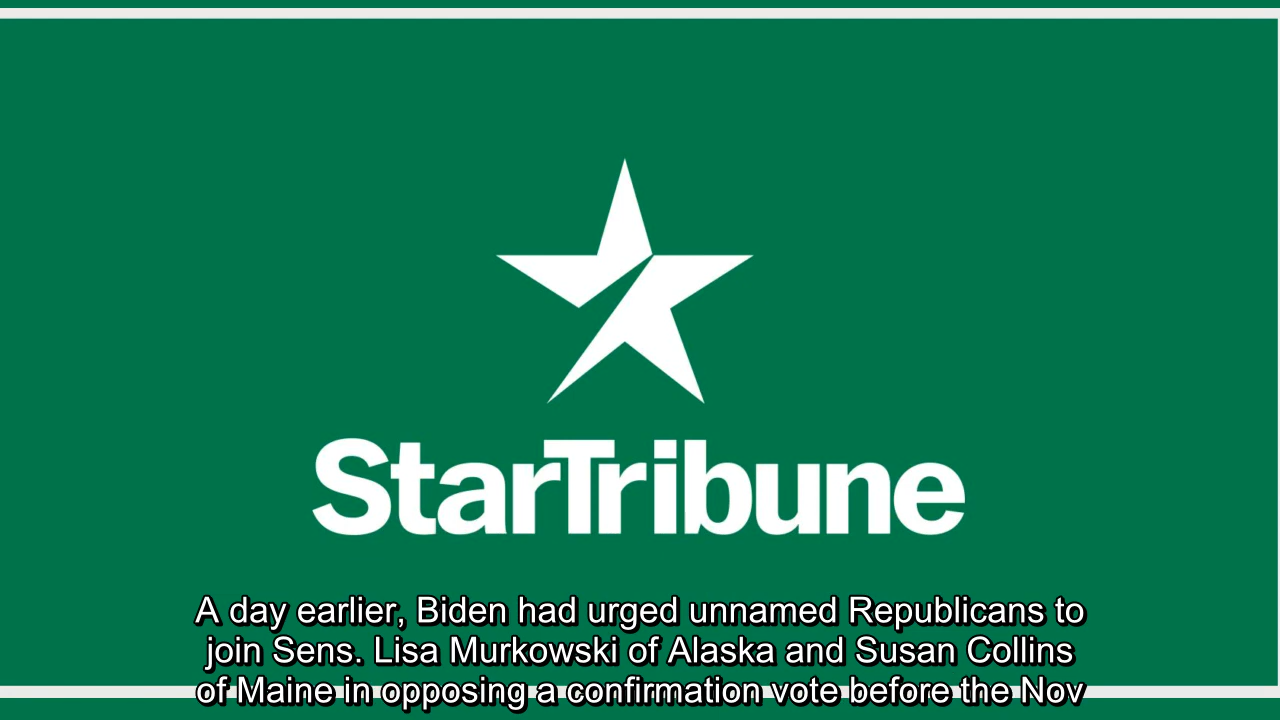 StarTribune
A day earlier, Biden had urged unnamed Republicans to
join Sens. Lisa Murkowski of Alaska and Susan Collins
of Maine in opposing a confirmation vote before the Nov